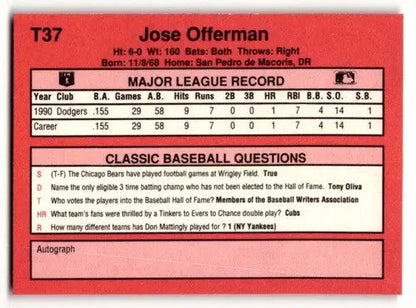 T37
Jose Offerman
Ht: 6-0 Wt: 160 Bats: Both Throws: Right
Born: 11/8/68 Home: San Pedro de Macoris, DR
MAJOR LEAGUE RECORD
Year Club B.A. Games A.B. Hits Runs 2B 3B HR RBI B.B. S.O. S.B.
1990 Dodgers .155 29 58 9 7 0 0 1 7 4 14 1
Career .155 29 58 9 7 0 0 1 7 4 14 1
CLASSIC BASEBALL QUESTIONS
S (T-F) The Chicago Bears have played football games at Wrigley Field. True
D Name the only eligible 3 time batting champ who has not been elected to the Hall of Fame. Tony Oliva
T Who votes the players into the Baseball Hall of Fame? Members of the Baseball Writers Association
HR What team's fans were thrilled by a Tinkers to Evers to Chance double play? Cubs
R How many different teams has Don Mattingly played for ? 1 (NY Yankees)
Autograph